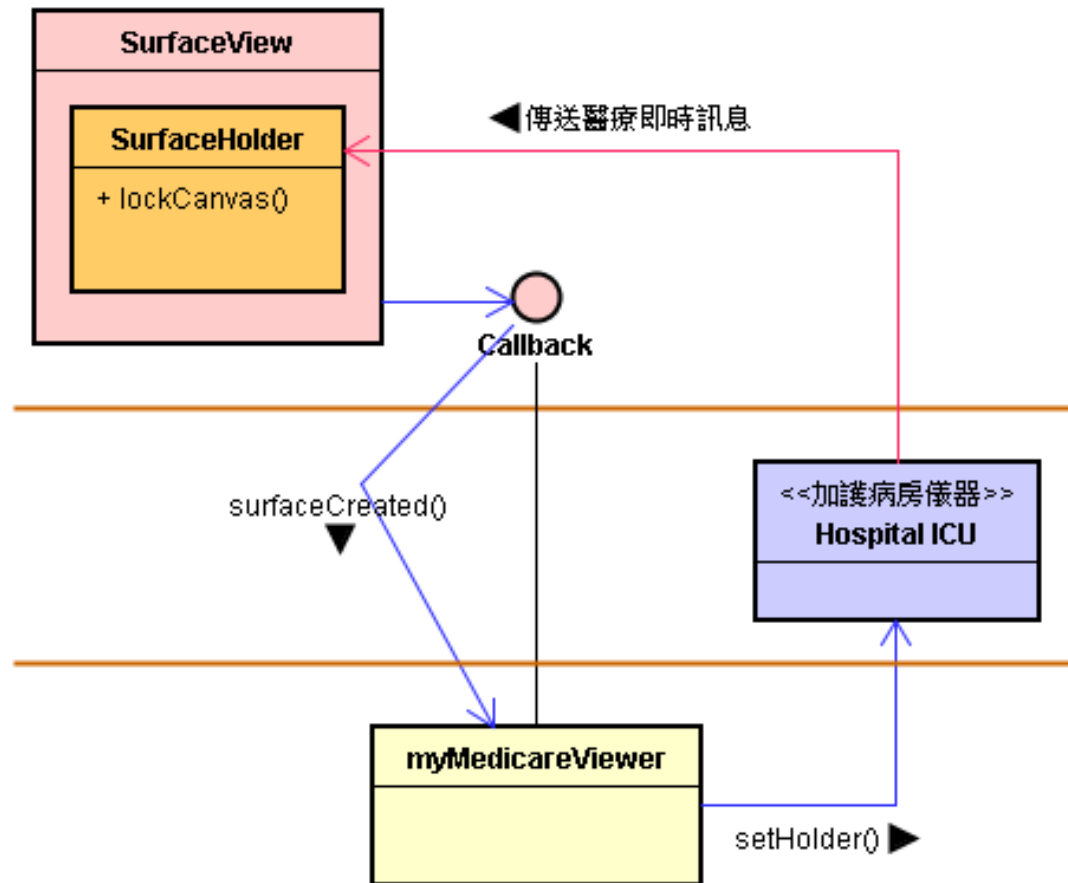 SurfaceView
SurfaceHolder
+ lockCanvas()
◀傳送醫療即時訊息
Callback
surfaceCreated()
▼
<<加護病房儀器>>
Hospital ICU
myMedicareViewer
setHolder() ▶